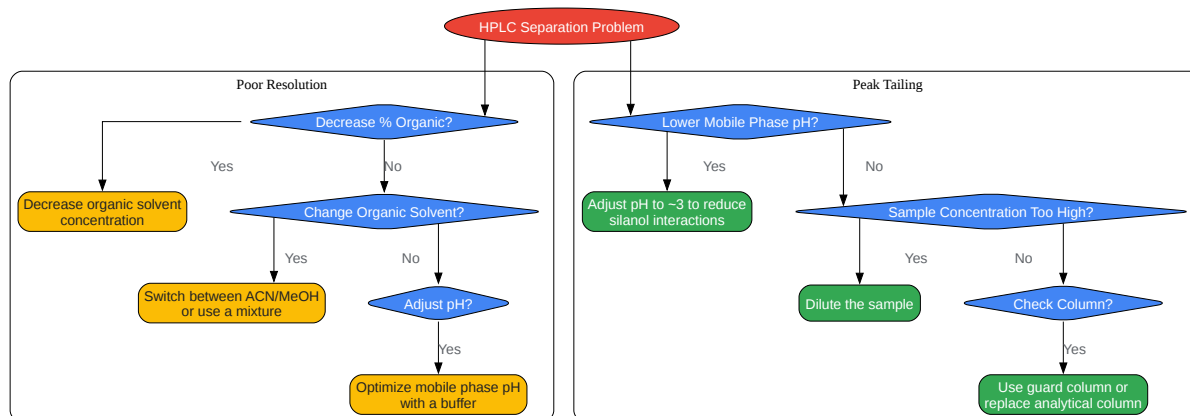 HPLC Separation Problem
Poor Resolution
Decrease % Organic?
Yes
No
Decrease organic solvent
concentration
Change Organic Solvent?
Yes
No
Switch between ACN/MeOH
or use a mixture
Adjust pH?
Yes
Optimize mobile phase pH
with a buffer
Peak Tailing
Lower Mobile Phase pH?
Yes
No
Adjust pH to ~3 to reduce
silanol interactions
Sample Concentration Too High?
Yes
No
Dilute the sample
Check Column?
Yes
Use guard column or
replace analytical column